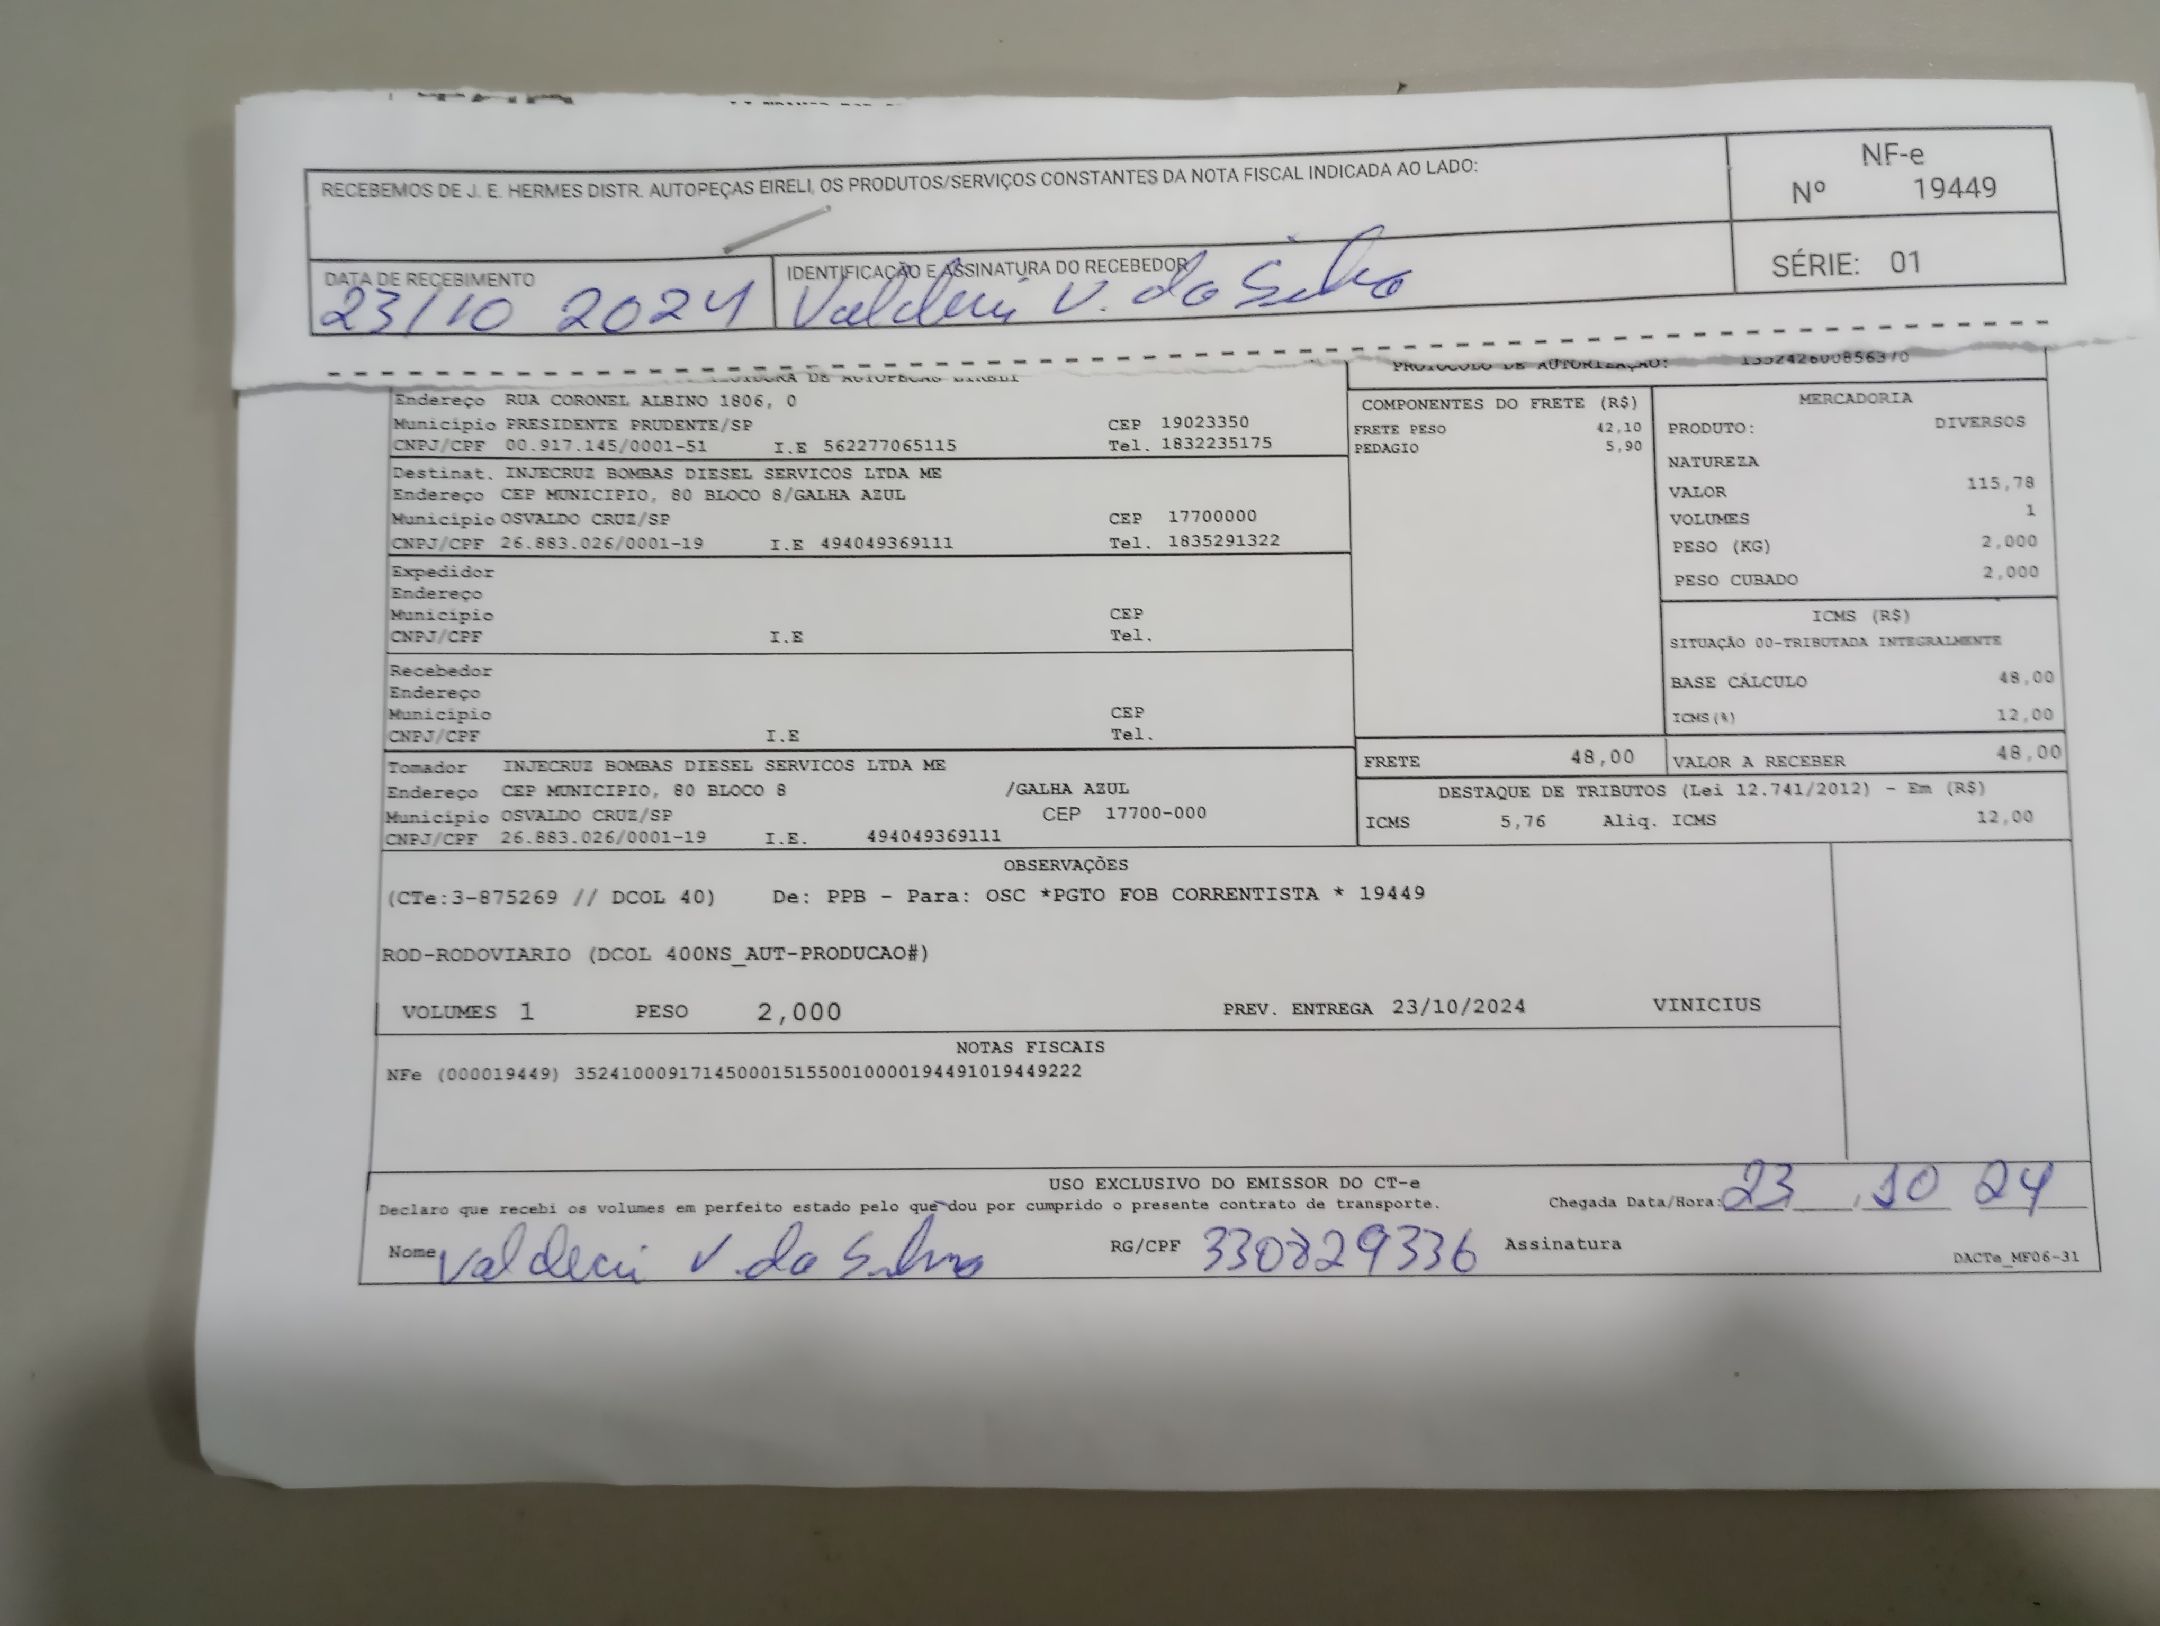 RECEBEMOS DE J. E. HERMES DISTR. AUTOPEÇAS EIRELI, OS PRODUTOS/SERVIÇOS CONSTANTES DA NOTA FISCAL INDICADA AO LADO:
NF-e
Nº 19449
SÉRIE: 01
DATA DE RECEBIMENTO
23/10 2024
IDENTIFICAÇÃO E ASSINATURA DO RECEBEDOR
Valdeci V. da Silva
PROTOCOLO DE AUTORIZAÇÃO: 135242600856370
DE AUTOPECAS EIRELI
Endereço RUA CORONEL ALBINO 1806, 0
Município PRESIDENTE PRUDENTE/SP CEP 19023350
CNPJ/CPF 00.917.145/0001-51 I.E 562277065115 Tel. 1832235175
Destinat. INJECRUZ BOMBAS DIESEL SERVICOS LTDA ME
Endereço CEP MUNICIPIO, 80 BLOCO 8/GALHA AZUL
Município OSVALDO CRUZ/SP CEP 17700000
CNPJ/CPF 26.883.026/0001-19 I.E 494049369111 Tel. 1835291322
Expedidor
Endereço
Município CEP
CNPJ/CPF I.E Tel.
Recebedor
Endereço
Município CEP
CNPJ/CPF I.E Tel.
Tomador INJECRUZ BOMBAS DIESEL SERVICOS LTDA ME
Endereço CEP MUNICIPIO, 80 BLOCO 8 /GALHA AZUL
Município OSVALDO CRUZ/SP CEP 17700-000
CNPJ/CPF 26.883.026/0001-19 I.E. 494049369111
COMPONENTES DO FRETE (R$)
FRETE PESO 42,10
PEDAGIO 5,90
MERCADORIA
PRODUTO: DIVERSOS
NATUREZA
VALOR 115,78
VOLUMES 1
PESO (KG) 2,000
PESO CUBADO 2,000
ICMS (R$)
SITUAÇÃO 00-TRIBUTADA INTEGRALMENTE
BASE CÁLCULO 48,00
ICMS(%) 12,00
FRETE 48,00 VALOR A RECEBER 48,00
DESTAQUE DE TRIBUTOS (Lei 12.741/2012) - Em (R$)
ICMS 5,76 Aliq. ICMS 12,00
OBSERVAÇÕES
(CTe:3-875269 // DCOL 40) De: PPB - Para: OSC *PGTO FOB CORRENTISTA * 19449
ROD-RODOVIARIO (DCOL 400NS_AUT-PRODUCAO#)
VOLUMES 1 PESO 2,000 PREV. ENTREGA 23/10/2024 VINICIUS
NOTAS FISCAIS
NFe (000019449) 35241000917145000151550010000194491019449222
USO EXCLUSIVO DO EMISSOR DO CT-e
Declaro que recebi os volumes em perfeito estado pelo que dou por cumprido o presente contrato de transporte. Chegada Data/Hora: 23 10 24
Nome Valdeci V. da Silva RG/CPF 330829336 Assinatura
DACTe_MF06-31